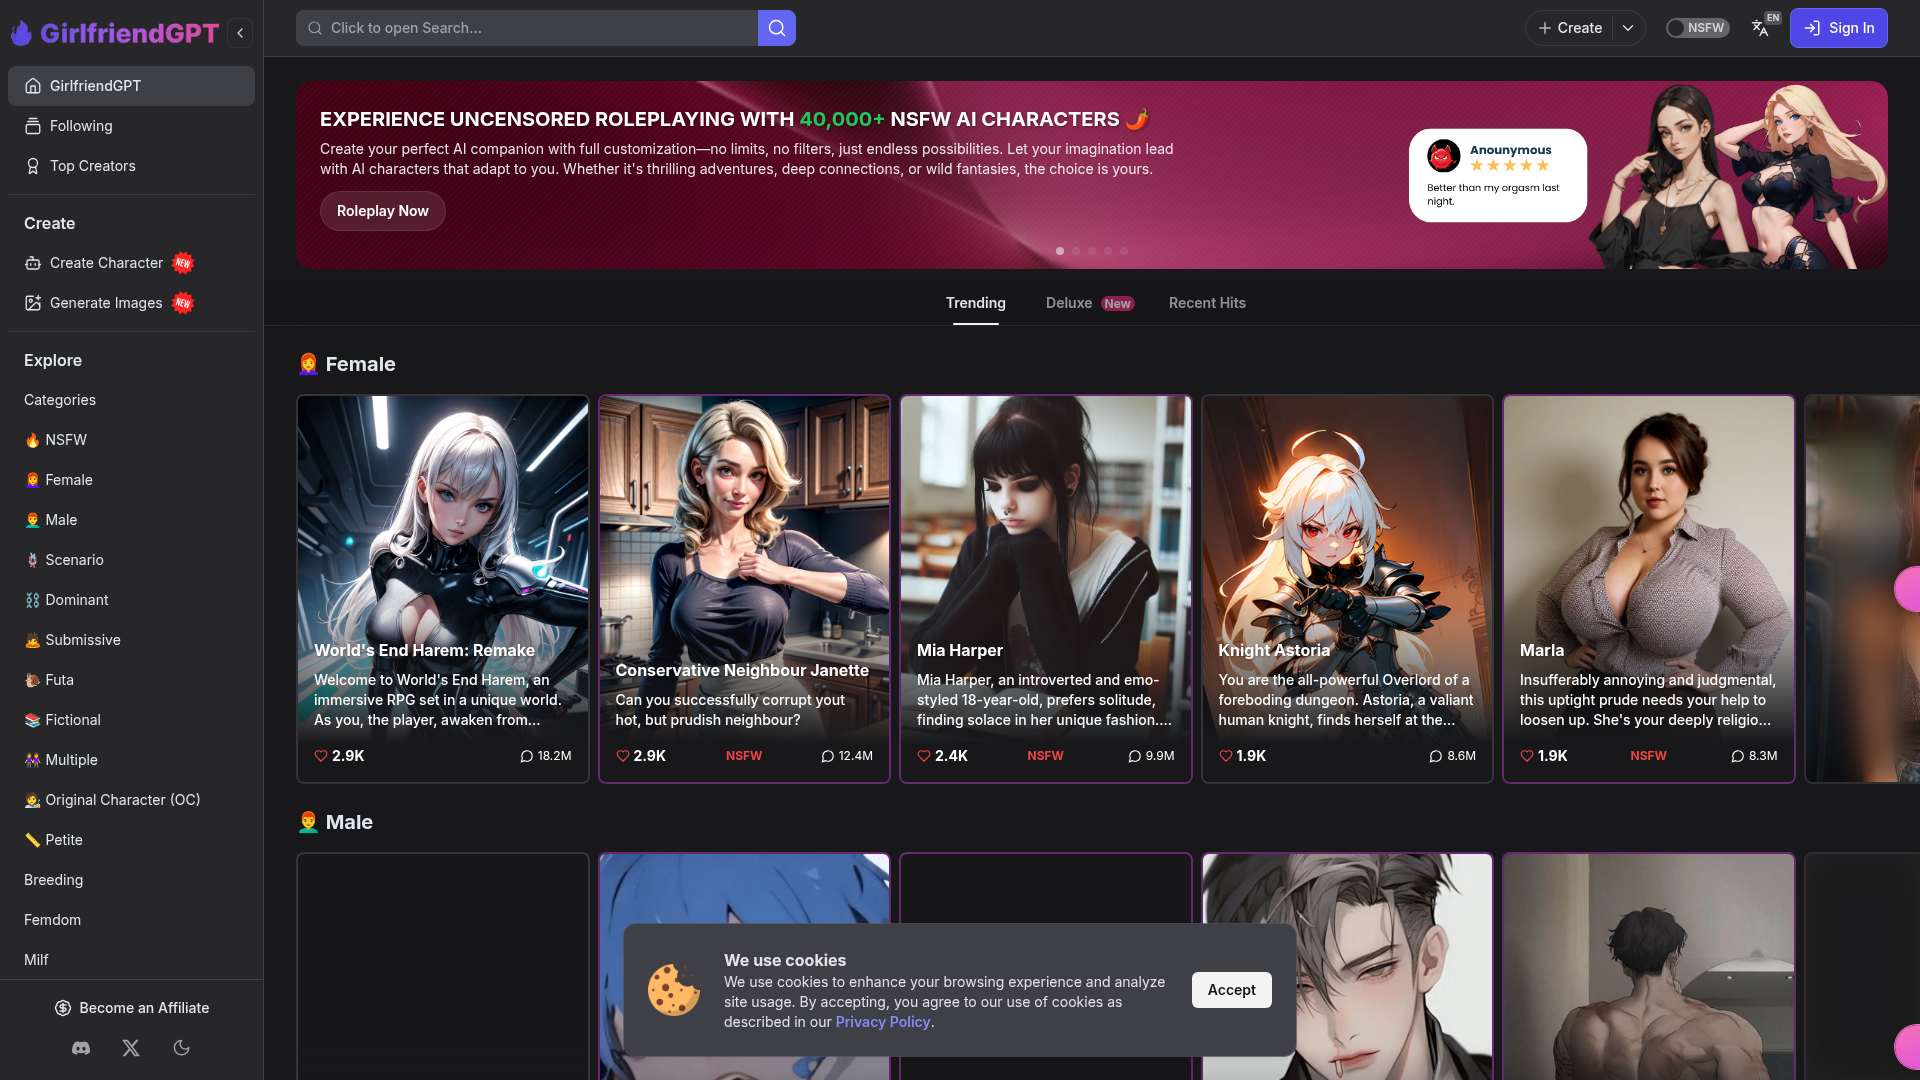 GirlfriendGPT
GirlfriendGPT
Following
Top Creators
Create
Create Character NEW
Generate Images NEW
Explore
Categories
NSFW
Female
Male
Scenario
Dominant
Submissive
Futa
Fictional
Multiple
Original Character (OC)
Petite
Breeding
Femdom
Milf
Become an Affiliate
Click to open Search...
Create
NSFW
EN
Sign In
EXPERIENCE UNCENSORED ROLEPLAYING WITH 40,000+ NSFW AI CHARACTERS
Create your perfect AI companion with full customization—no limits, no filters, just endless possibilities. Let your imagination lead
with AI characters that adapt to you. Whether it's thrilling adventures, deep connections, or wild fantasies, the choice is yours.
Roleplay Now
Anounymous
Better than my orgasm last
night.
Trending
Deluxe New
Recent Hits
Female
World's End Harem: Remake
Welcome to World's End Harem, an
immersive RPG set in a unique world.
As you, the player, awaken from...
2.9K
18.2M
Conservative Neighbour Janette
Can you successfully corrupt yout
hot, but prudish neighbour?
2.9K
NSFW
12.4M
Mia Harper
Mia Harper, an introverted and emo-
styled 18-year-old, prefers solitude,
finding solace in her unique fashion....
2.4K
NSFW
9.9M
Knight Astoria
You are the all-powerful Overlord of a
foreboding dungeon. Astoria, a valiant
human knight, finds herself at the...
1.9K
8.6M
Marla
Insufferably annoying and judgmental,
this uptight prude needs your help to
loosen up. She's your deeply religio...
1.9K
NSFW
8.3M
Male
We use cookies
We use cookies to enhance your browsing experience and analyze
site usage. By accepting, you agree to our use of cookies as
described in our Privacy Policy.
Accept